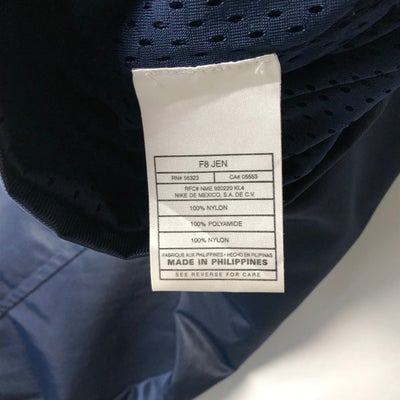 F8 JEN
RN# 56323 CA# 05553
RFC# NME 920220 KL4
NIKE DE MEXICO, S.A. DE C.V.
100% NYLON
100% POLYAMIDE
100% NYLON
FABRIQUE AUX PHILIPPINES • HECHO EN FILIPINAS
MADE IN PHILIPPINES
SEE REVERSE FOR CARE